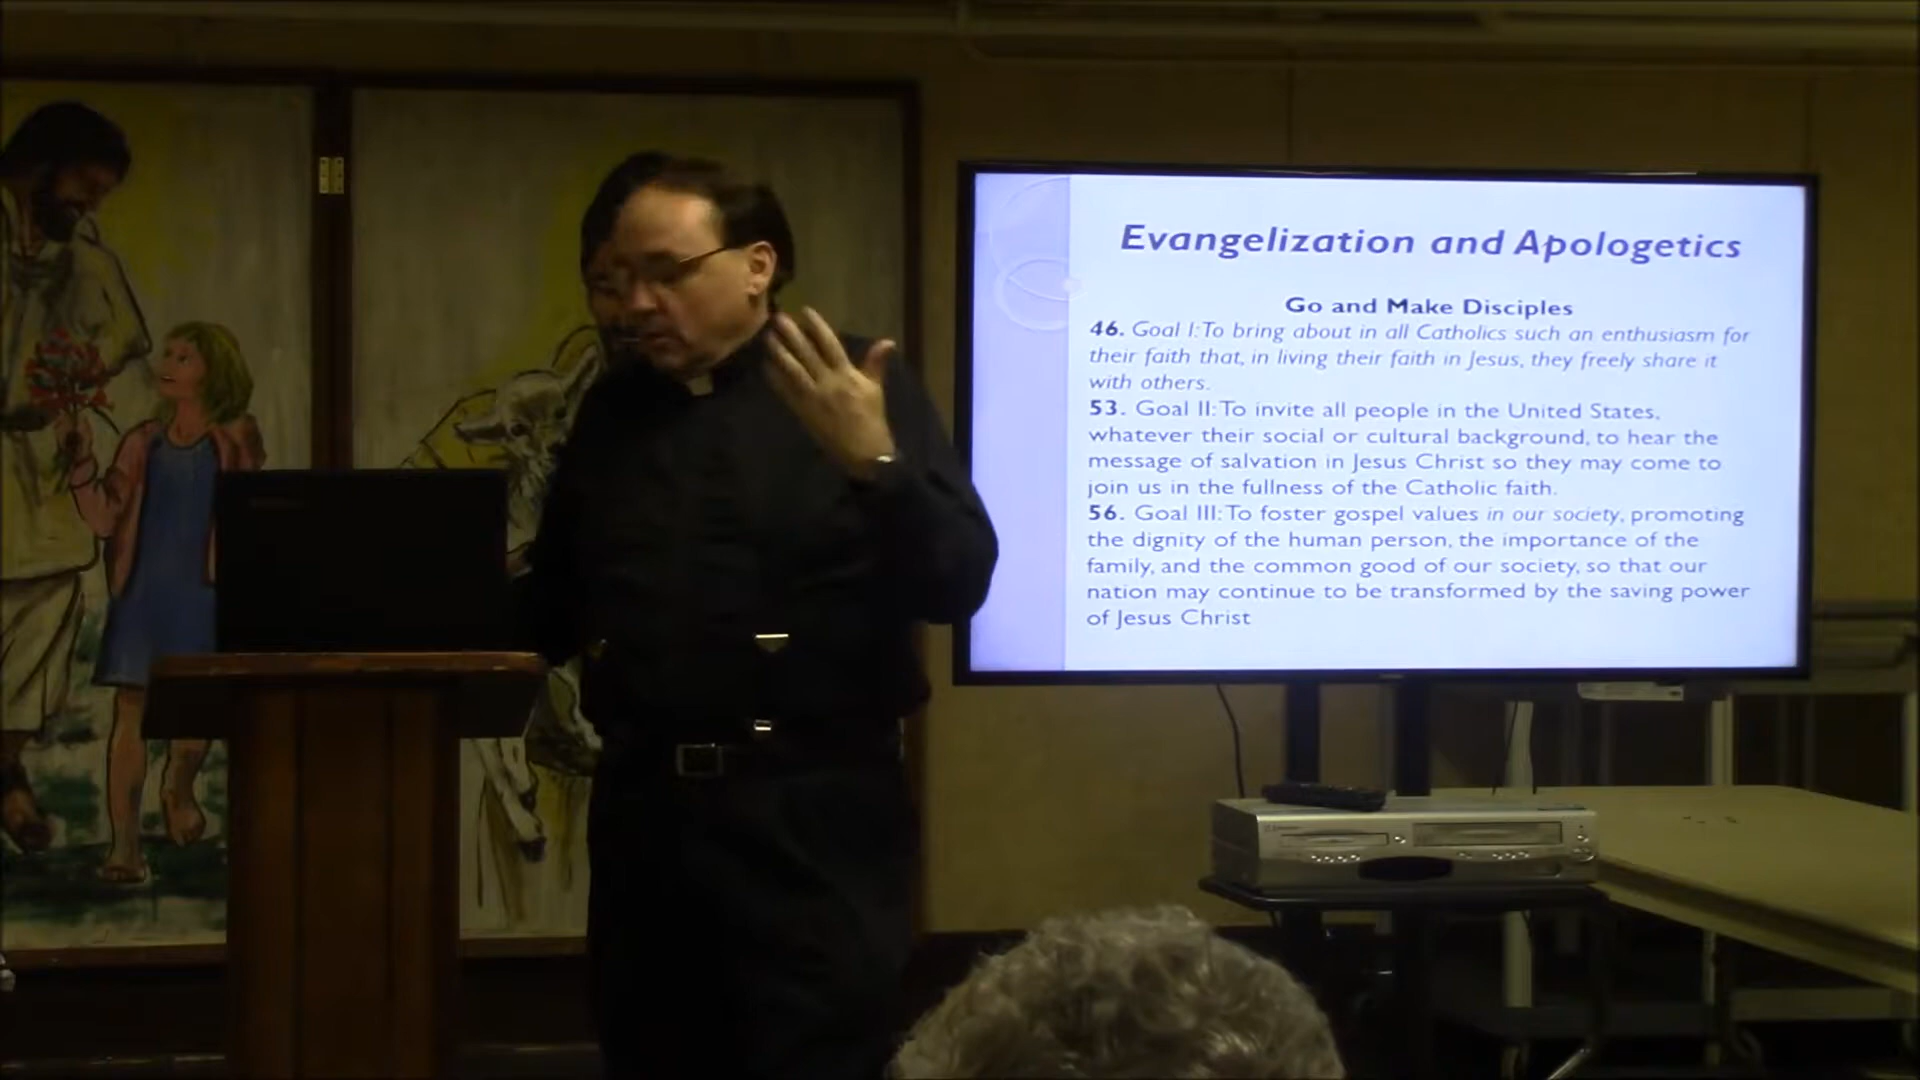 Evangelization and Apologetics
Go and Make Disciples
46. Goal I: To bring about in all Catholics such an enthusiasm for
their faith that, in living their faith in Jesus, they freely share it
with others.
53. Goal II: To invite all people in the United States,
whatever their social or cultural background, to hear the
message of salvation in Jesus Christ so they may come to
join us in the fullness of the Catholic faith.
56. Goal III: To foster gospel values in our society, promoting
the dignity of the human person, the importance of the
family, and the common good of our society, so that our
nation may continue to be transformed by the saving power
of Jesus Christ